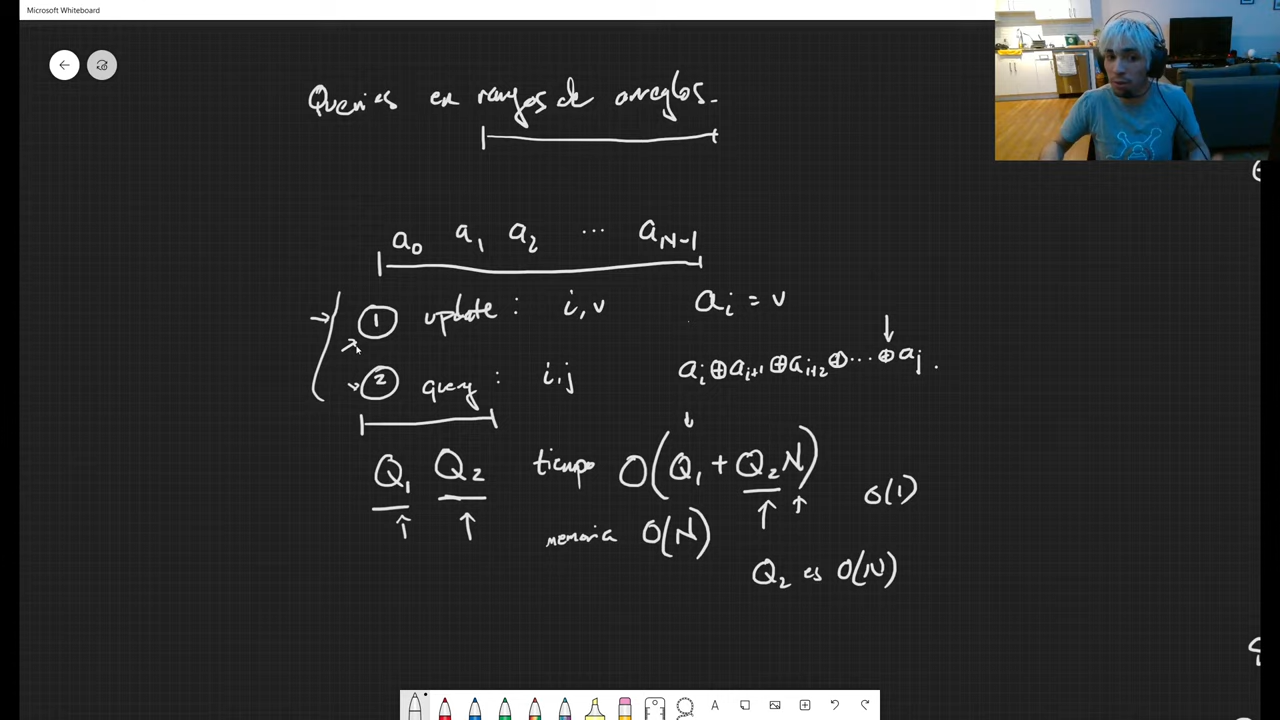 Microsoft Whiteboard
Queries en rangos de arreglos.
a0 a1 a2 ... aN-1
1 update : i,v ai = v
2 query : i,j ai ⊕ ai+1 ⊕ ai+2 ⊕ ... ⊕ aj.
Q1 Q2 tiempo O(Q1 + Q2N) O(1)
memoria O(N)
Q2 es O(N)
A